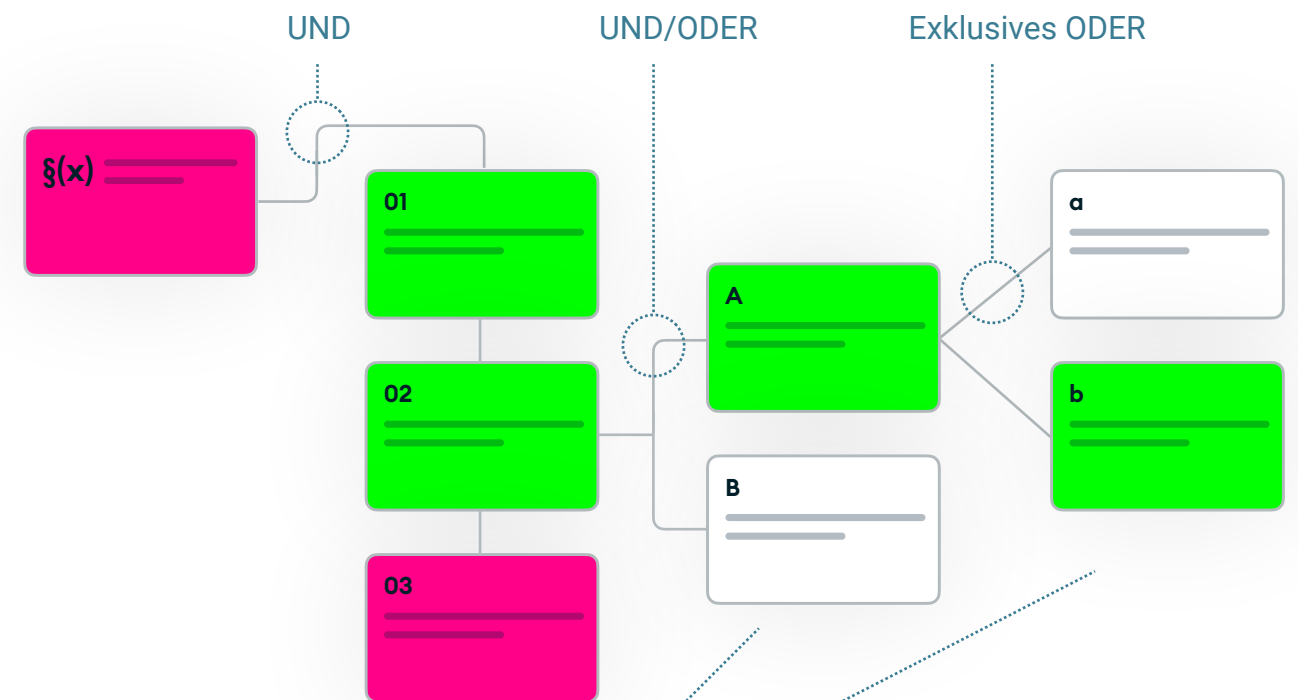 UND
UND/ODER
Exklusives ODER
§(x)
01
a
A
02
b
B
03